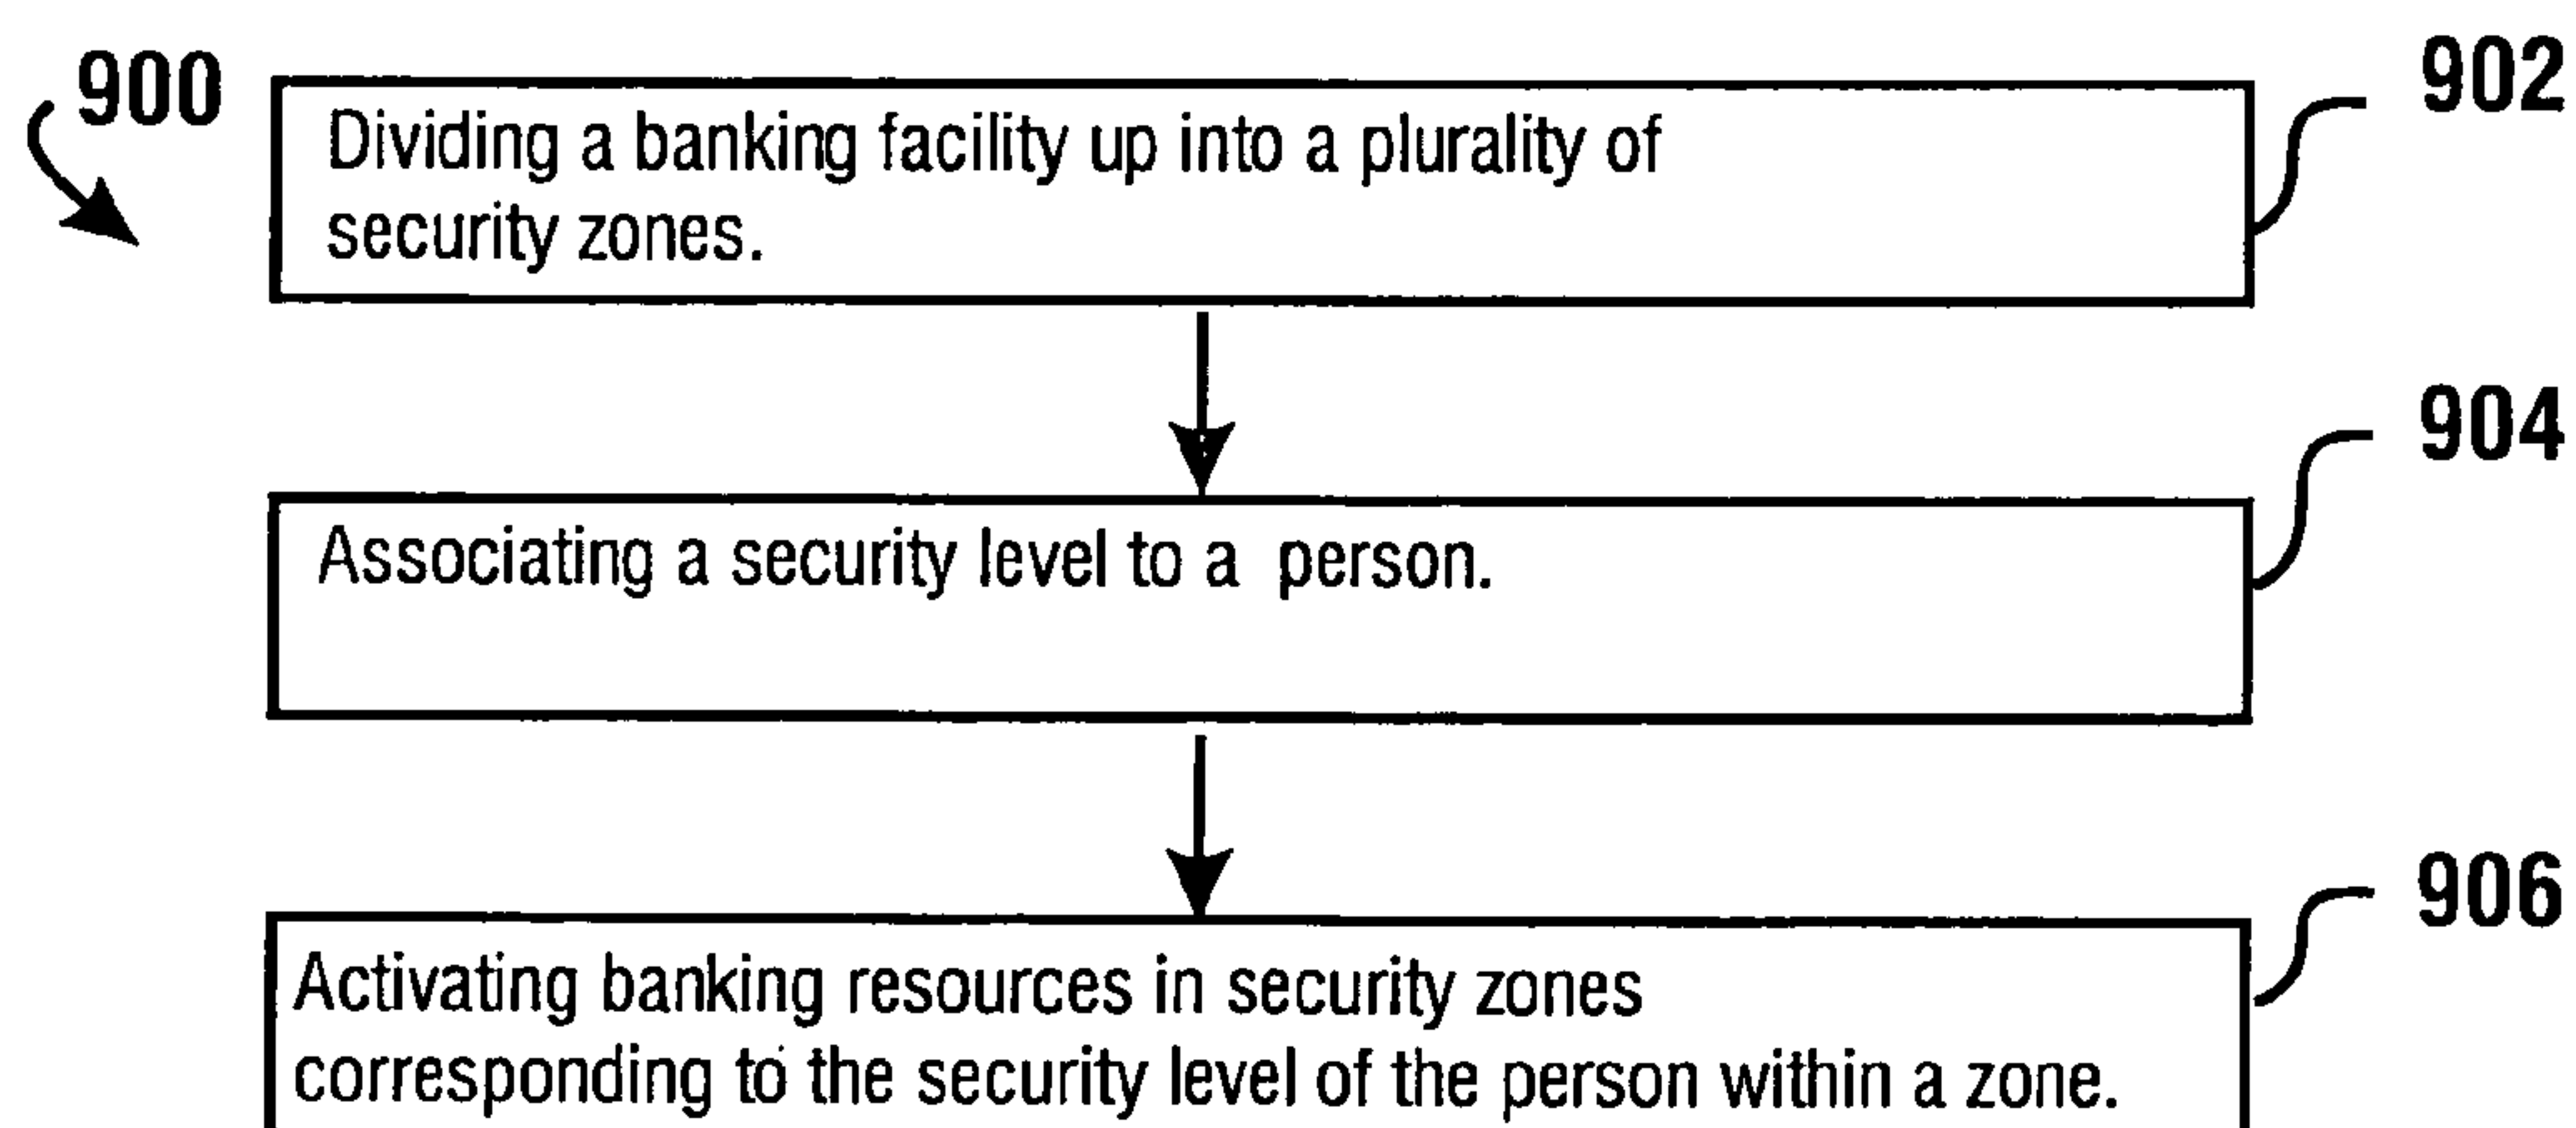 900
902
Dividing a banking facility up into a plurality of
security zones.
904
Associating a security level to a person.
906
Activating banking resources in security zones
corresponding to the security level of the person within a zone.